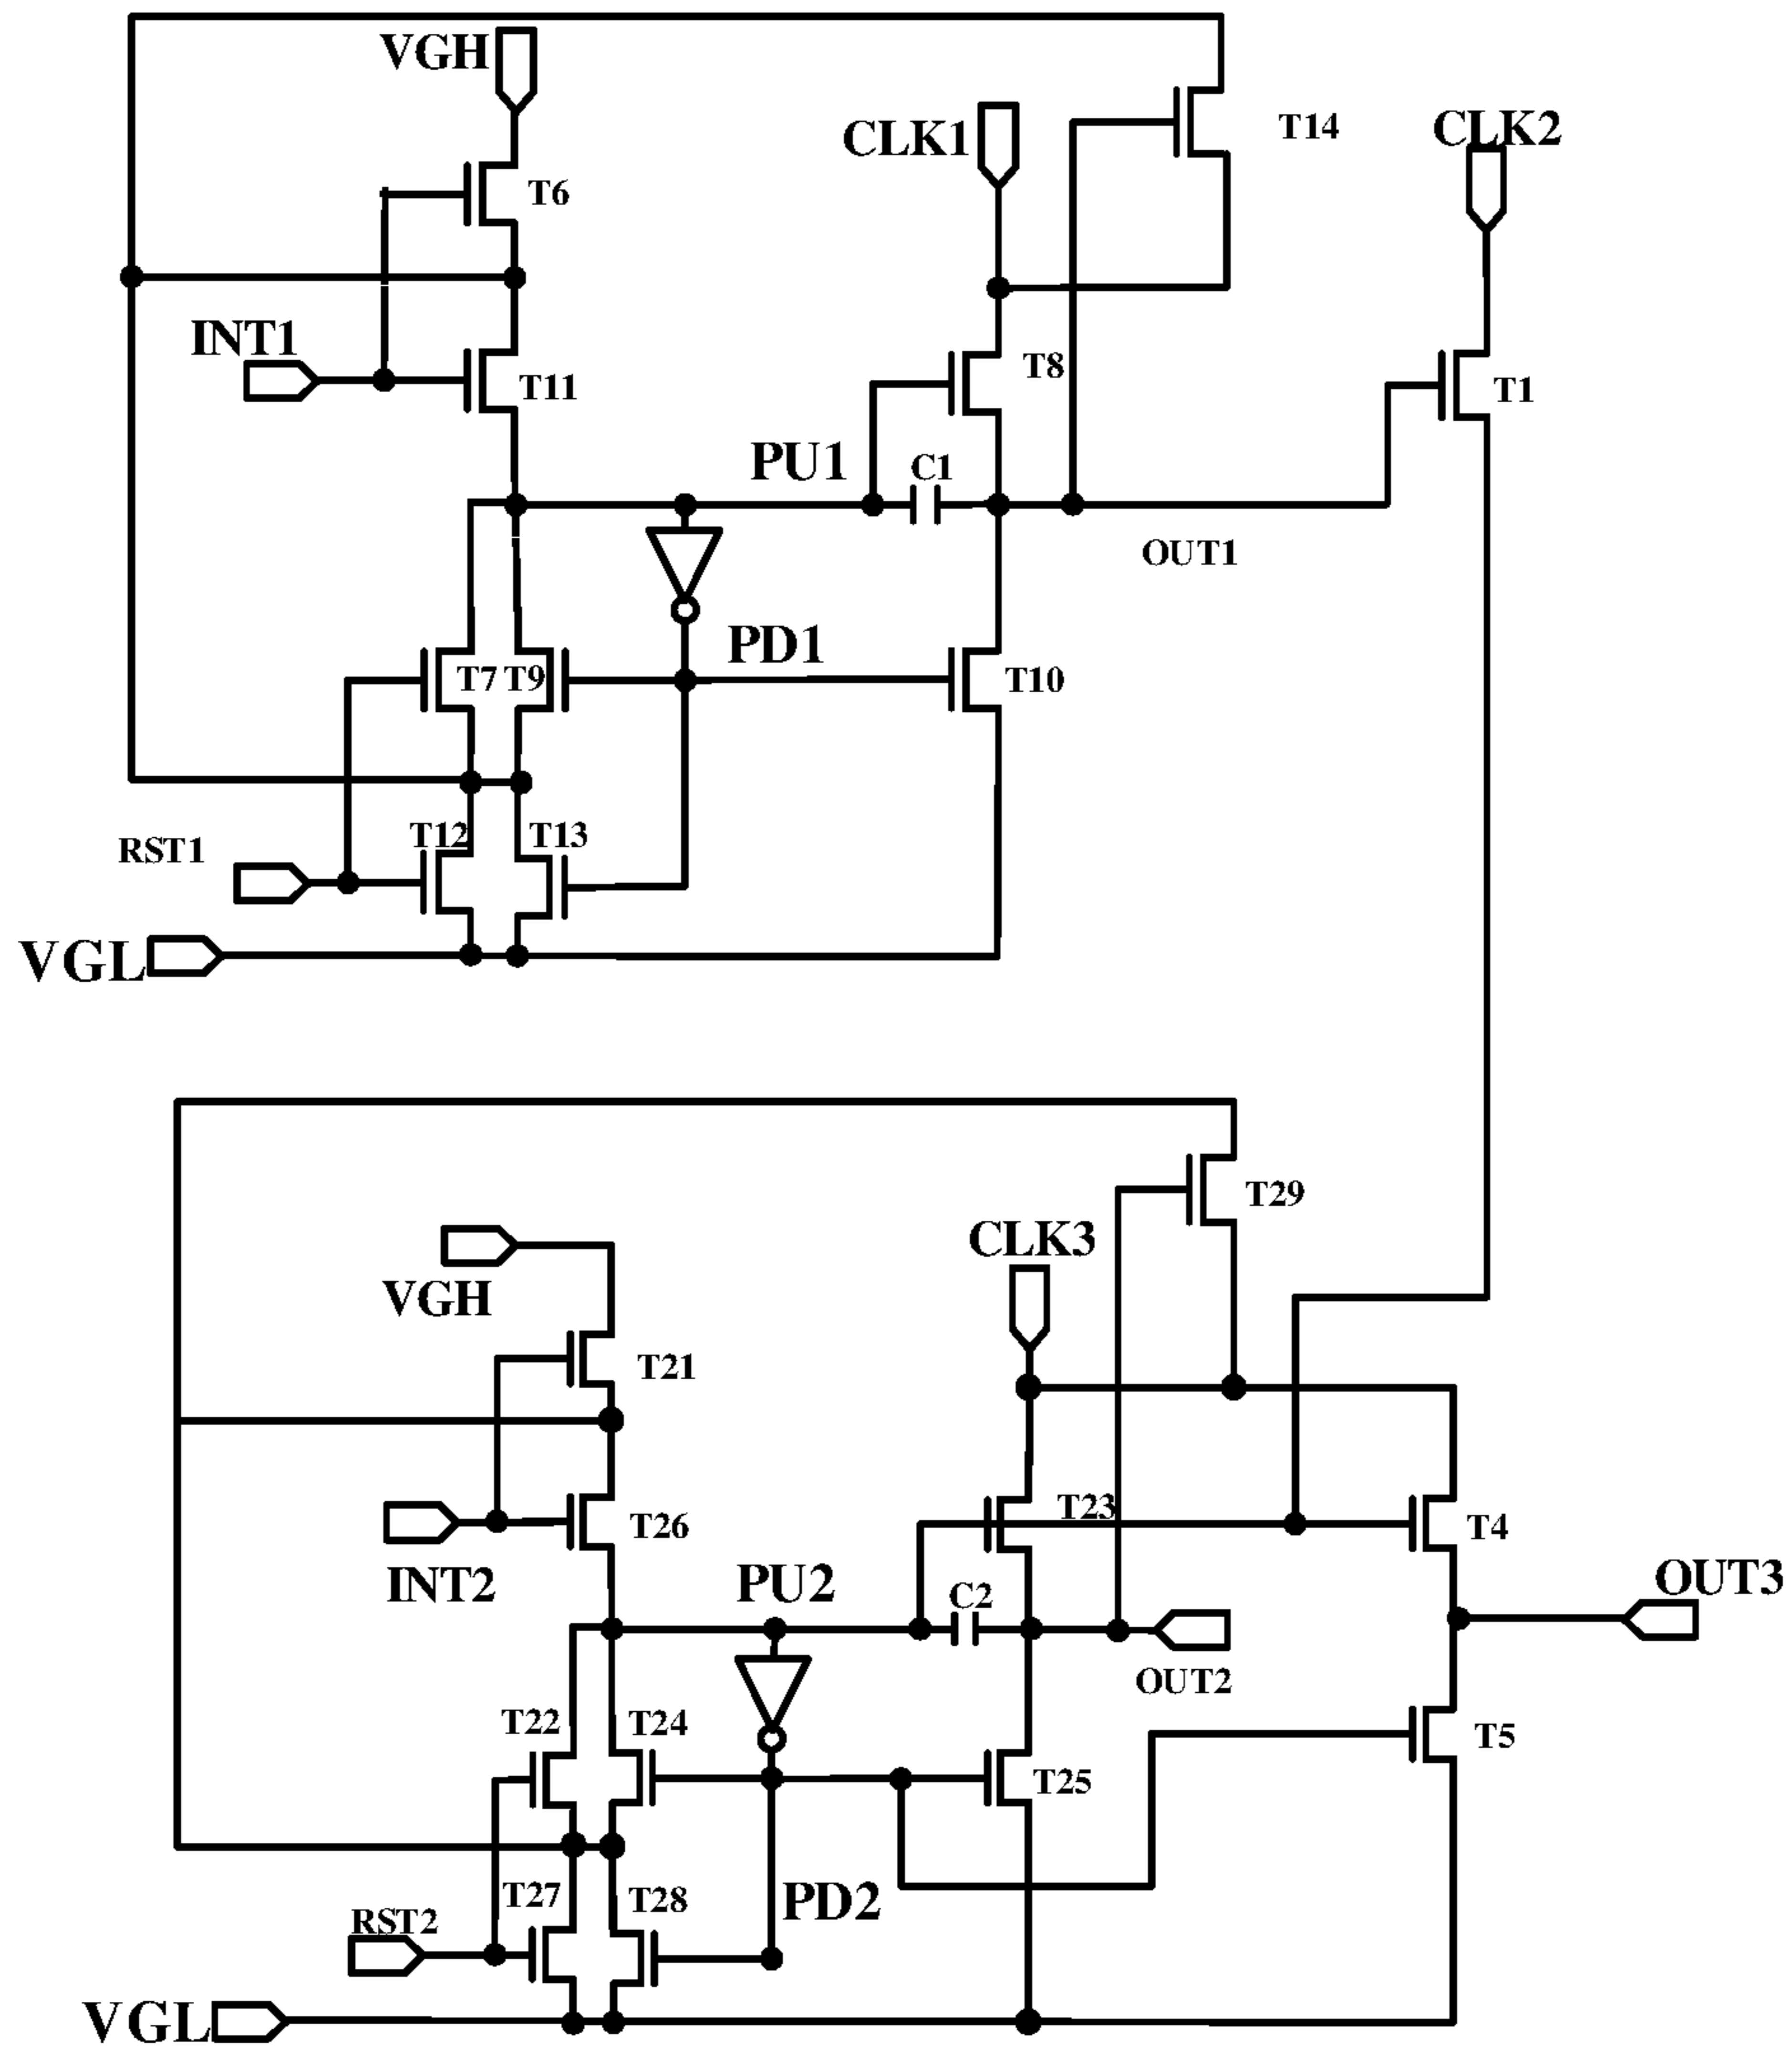 VGH
CLK1
T14
CLK2
T6
INT1
T11
T8
T1
PU1
C1
OUT1
PD1
T7
T9
T10
T12
T13
RST1
VGL
T29
CLK3
VGH
T21
T26
T23
T4
INT2
PU2
C2
OUT3
OUT2
T22
T24
T5
T25
T27
T28
PD2
RST2
VGL